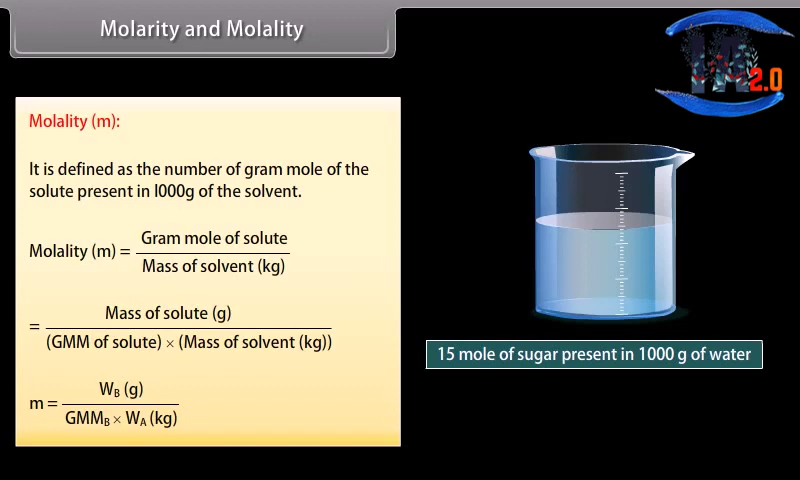 Molarity and Molality
IA
2.0
Molality (m):
It is defined as the number of gram mole of the
solute present in l000g of the solvent.
Molality (m) = Gram mole of solute
Mass of solvent (kg)
= Mass of solute (g)
(GMM of solute) × (Mass of solvent (kg))
m = W_B (g)
GMM_B × W_A (kg)
15 mole of sugar present in 1000 g of water